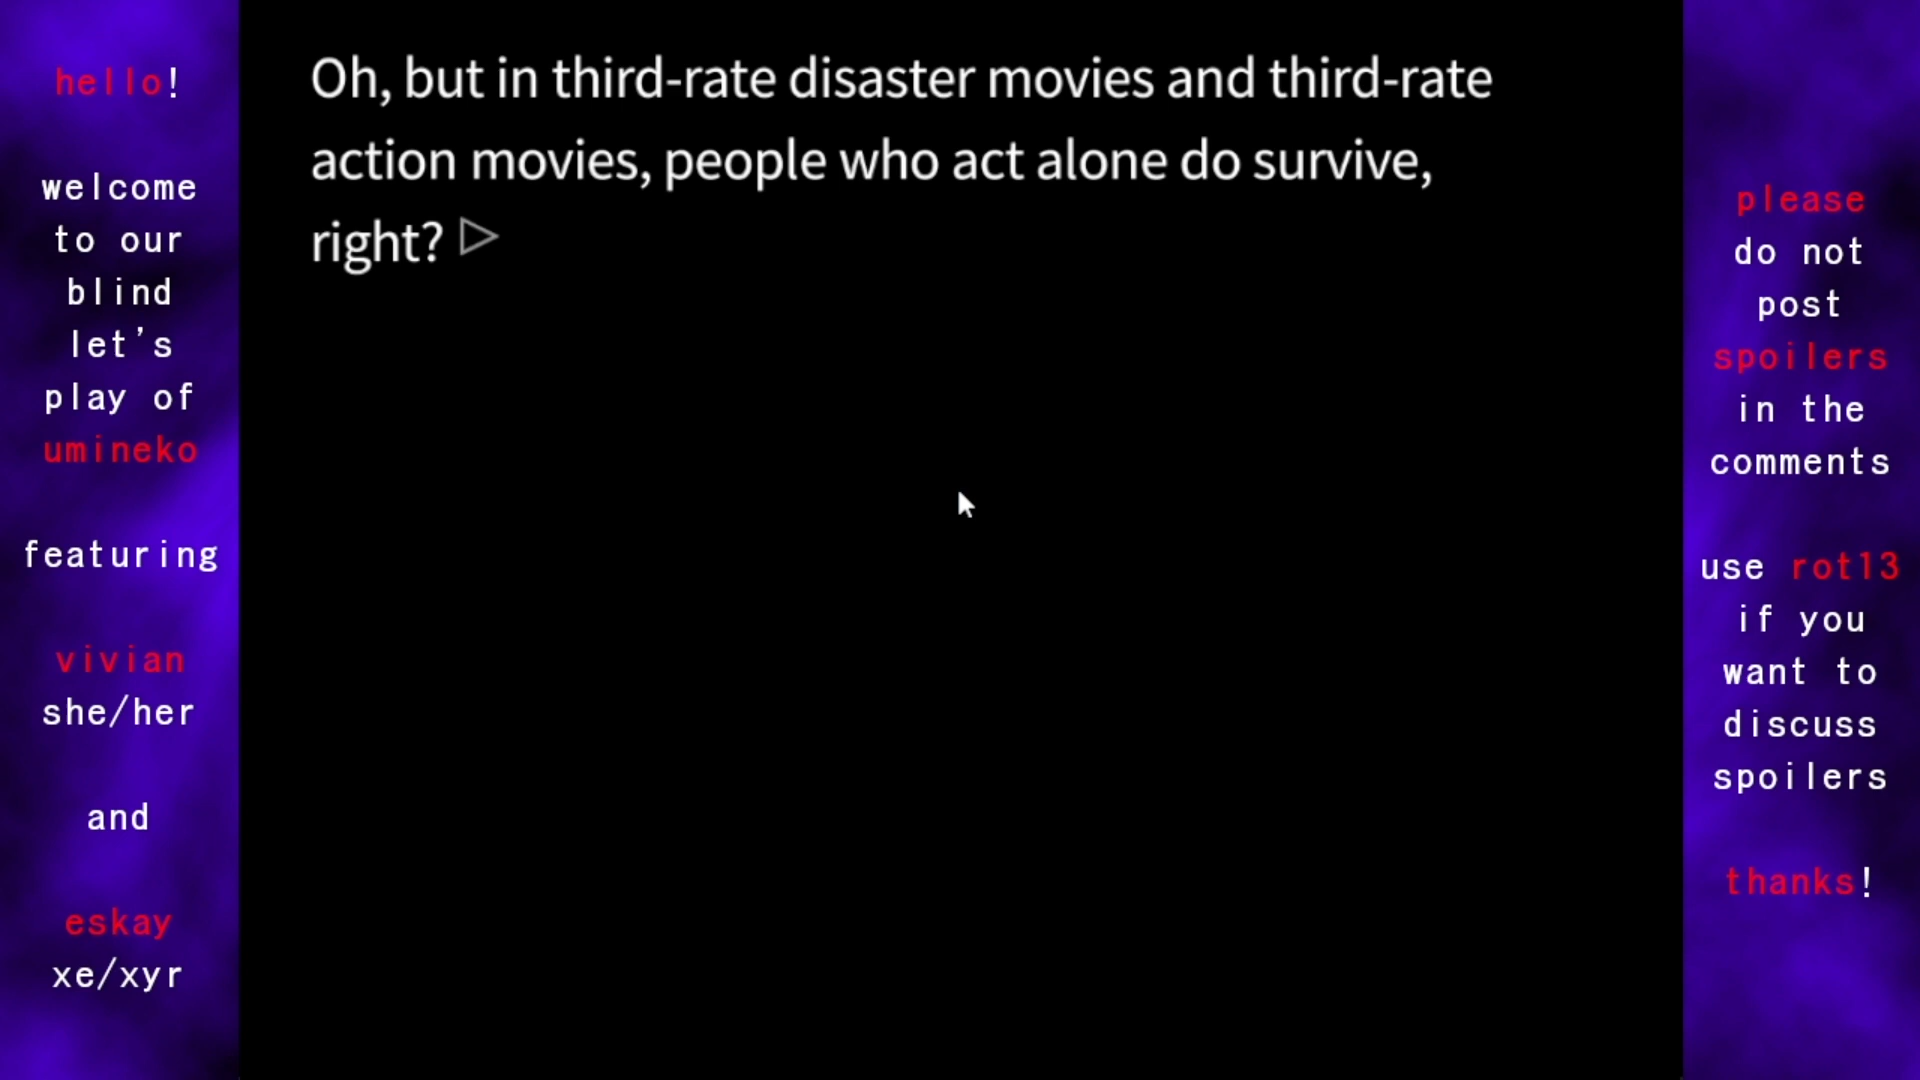 hello!
welcome
to our
blind
let's
play of
umineko
featuring
vivian
she/her
and
eskay
xe/xyr
Oh, but in third-rate disaster movies and third-rate
action movies, people who act alone do survive,
right?
please
do not
post
spoilers
in the
comments
use rot13
if you
want to
discuss
spoilers
thanks!